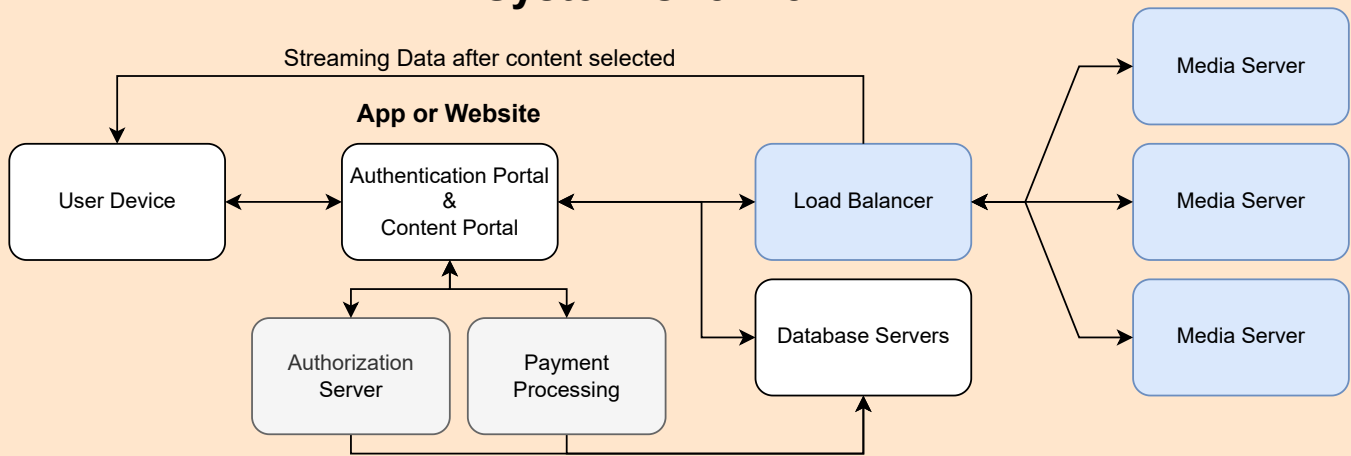 Streaming Data after content selected
App or Website
User Device
Authentication Portal
&
Content Portal
Load Balancer
Media Server
Media Server
Media Server
Database Servers
Authorization
Server
Payment
Processing